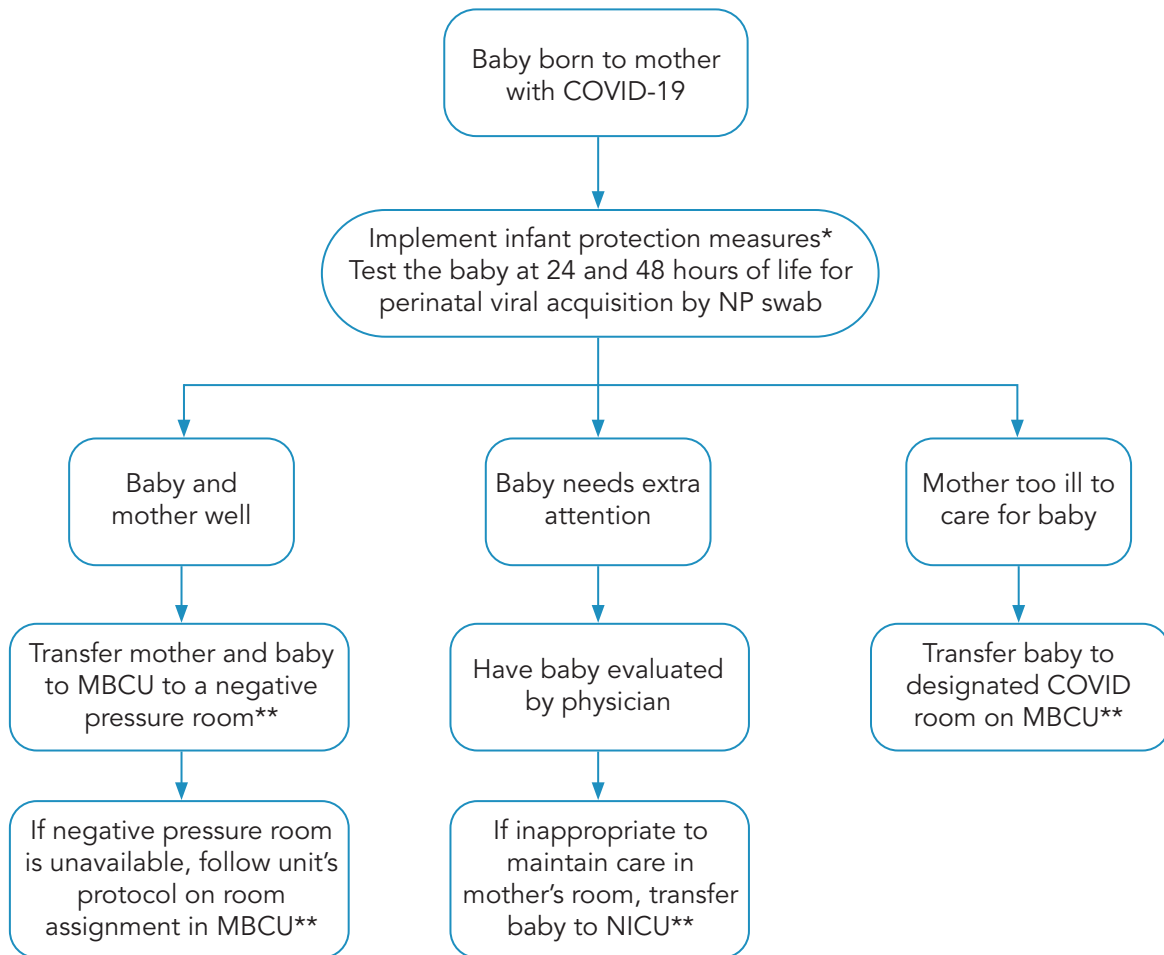 Baby born to mother
with COVID-19
Implement infant protection measures*
Test the baby at 24 and 48 hours of life for
perinatal viral acquisition by NP swab
Baby and
mother well
Baby needs extra
attention
Mother too ill to
care for baby
Transfer mother and baby
to MBCU to a negative
pressure room**
Have baby evaluated
by physician
Transfer baby to
designated COVID
room on MBCU**
If negative pressure room
is unavailable, follow unit’s
protocol on room
assignment in MBCU**
If inappropriate to
maintain care in
mother’s room, transfer
baby to NICU**